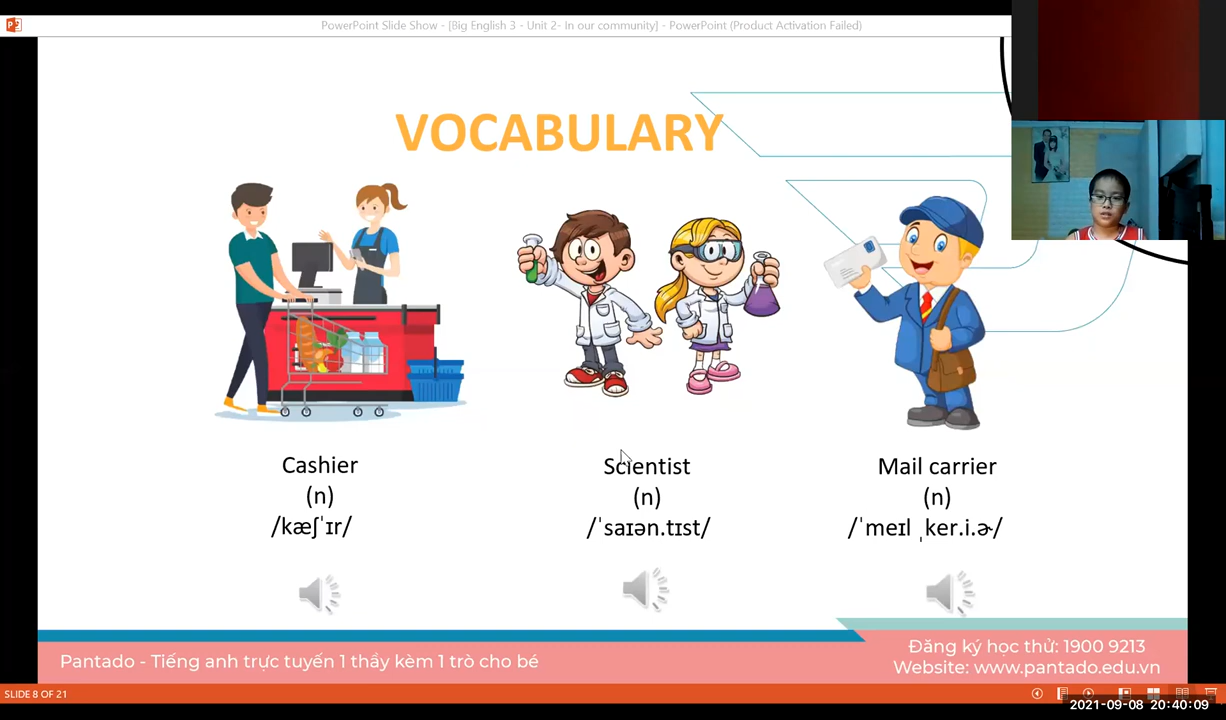 PowerPoint Slide Show - [Big English 3 - Unit 2- In our community] - PowerPoint (Product Activation Failed)
VOCABULARY
Cashier
(n)
/kæʃˈɪr/
Scientist
(n)
/ˈsaɪən.tɪst/
Mail carrier
(n)
/ˈmeɪl ˌker.i.ɚ/
Pantado - Tiếng anh trực tuyến 1 thầy kèm 1 trò cho bé
Đăng ký học thử: 1900 9213
Website: www.pantado.edu.vn
SLIDE 8 OF 21
2021-09-08 20:40:09